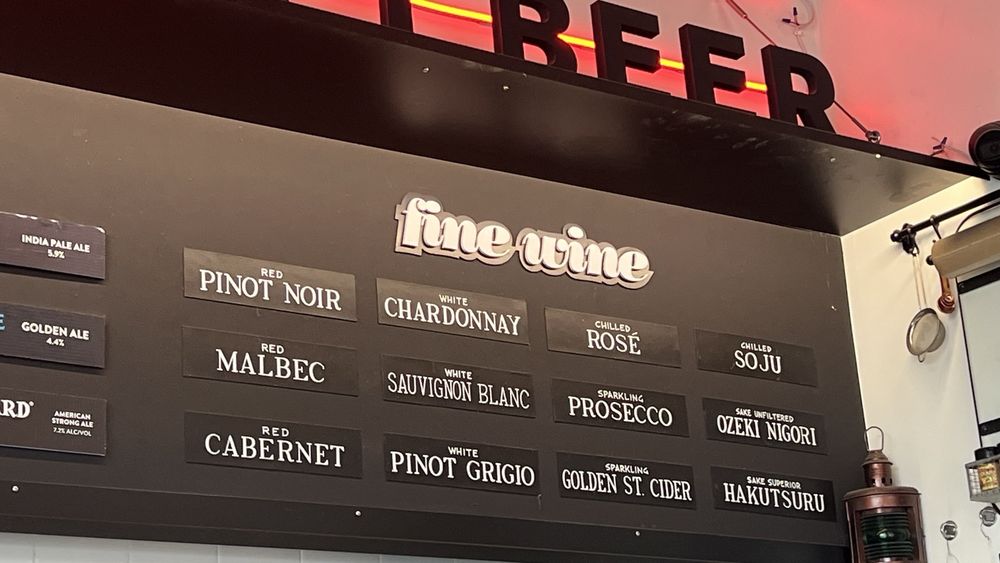 BEER
fine wine
INDIA PALE ALE
5.9%
GOLDEN ALE
4.4%
ARD®
AMERICAN
STRONG ALE
7.2% ALC/VOL
RED
PINOT NOIR
RED
MALBEC
RED
CABERNET
WHITE
CHARDONNAY
WHITE
SAUVIGNON BLANC
WHITE
PINOT GRIGIO
CHILLED
ROSÉ
SPARKLING
PROSECCO
SPARKLING
GOLDEN ST. CIDER
CHILLED
SOJU
SAKE UNFILTERED
OZEKI NIGORI
SAKE SUPERIOR
HAKUTSURU